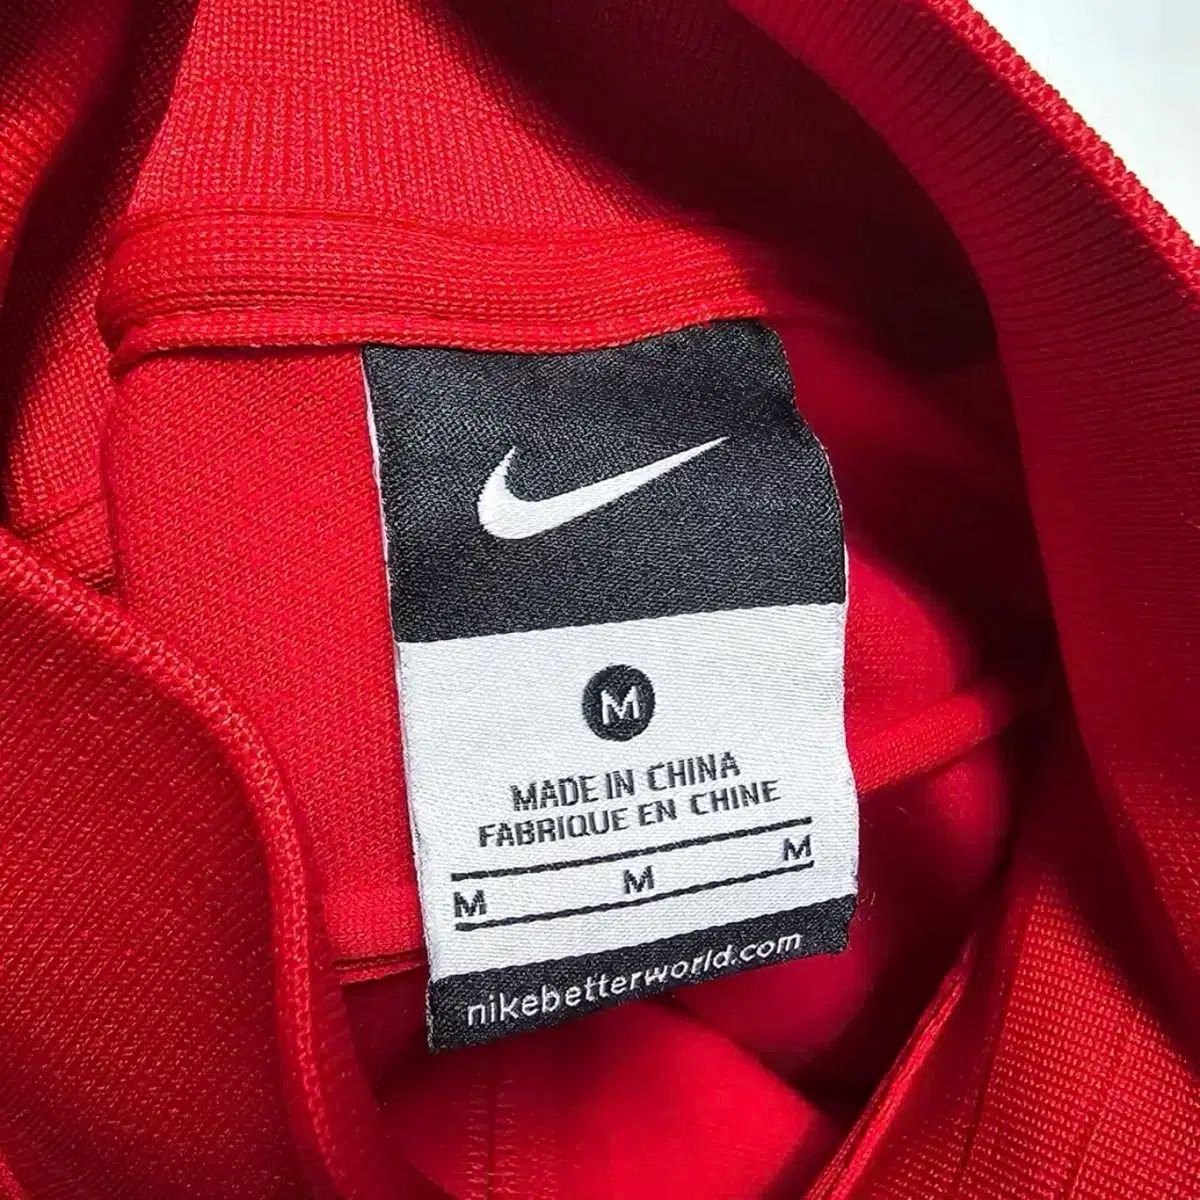 M
MADE IN CHINA
FABRIQUE EN CHINE
M M M
nikebetterworld.com